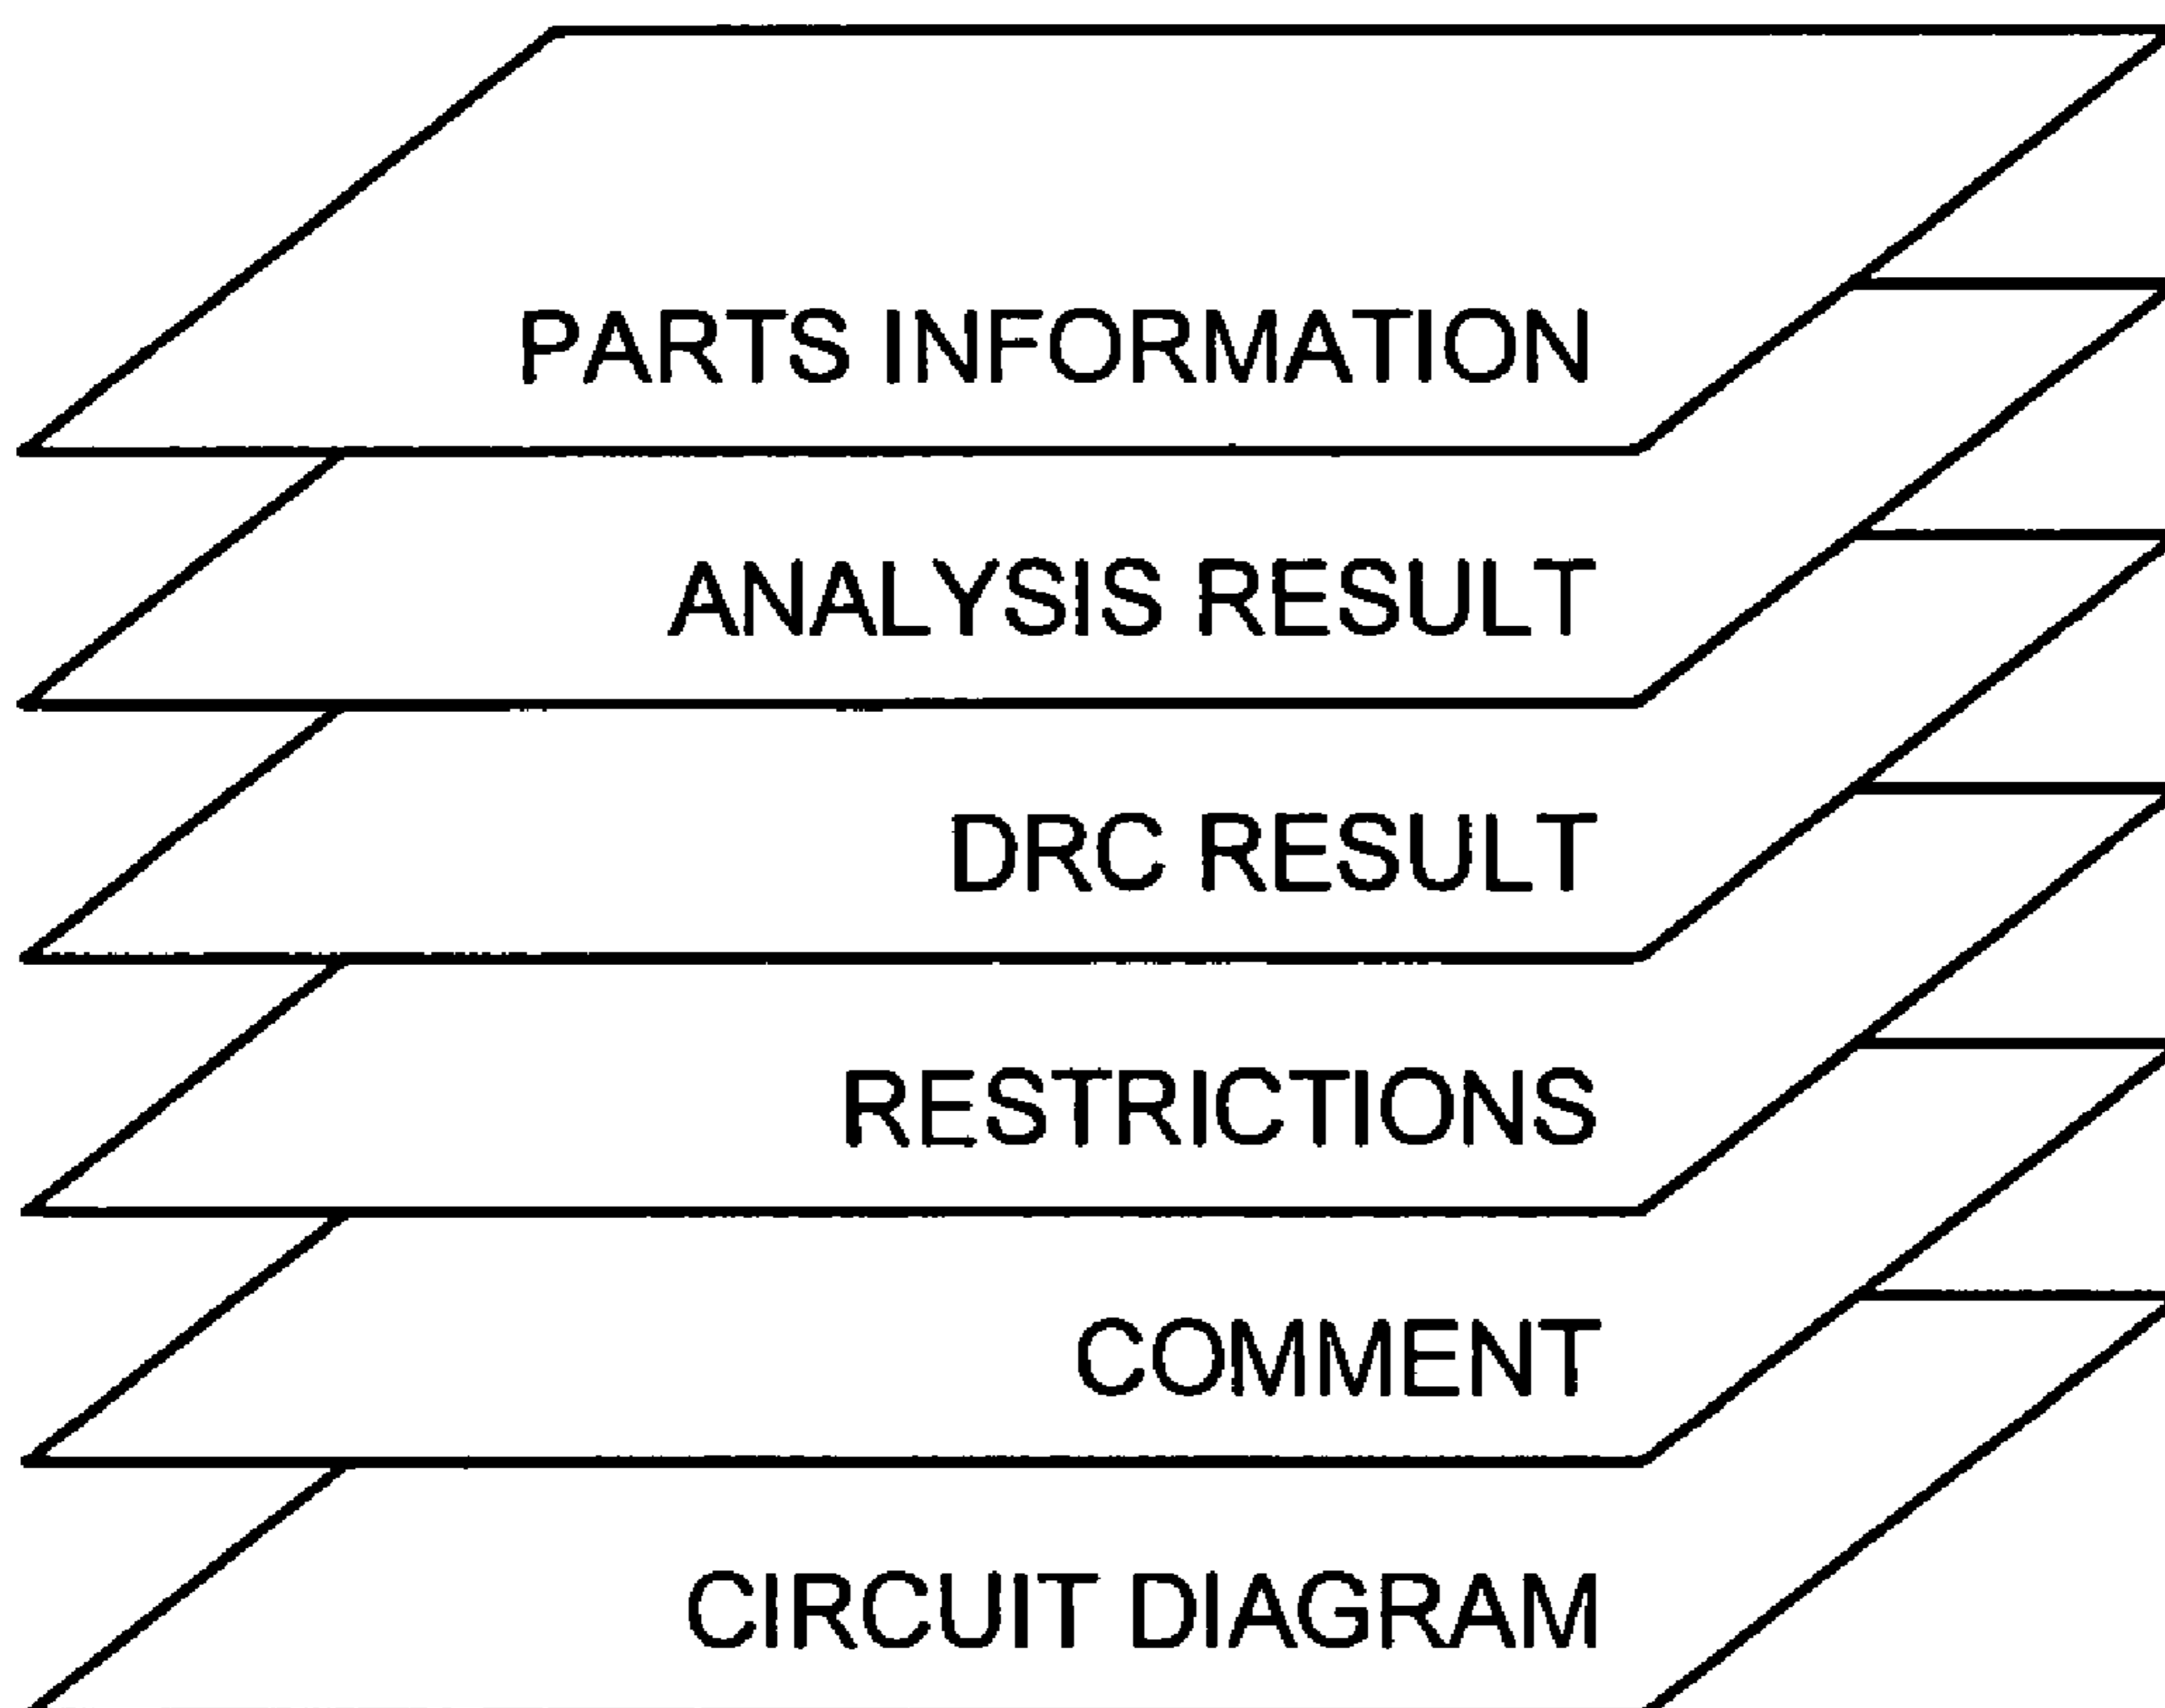 PARTS INFORMATION
ANALYSIS RESULT
DRC RESULT
RESTRICTIONS
COMMENT
CIRCUIT DIAGRAM